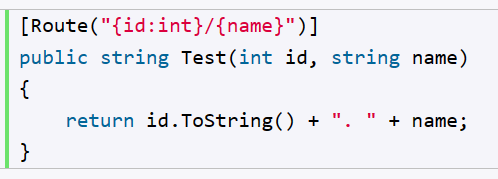 [Route("{id:int}/{name}")]
public string Test(int id, string name)
{
    return id.ToString() + ". " + name;
}